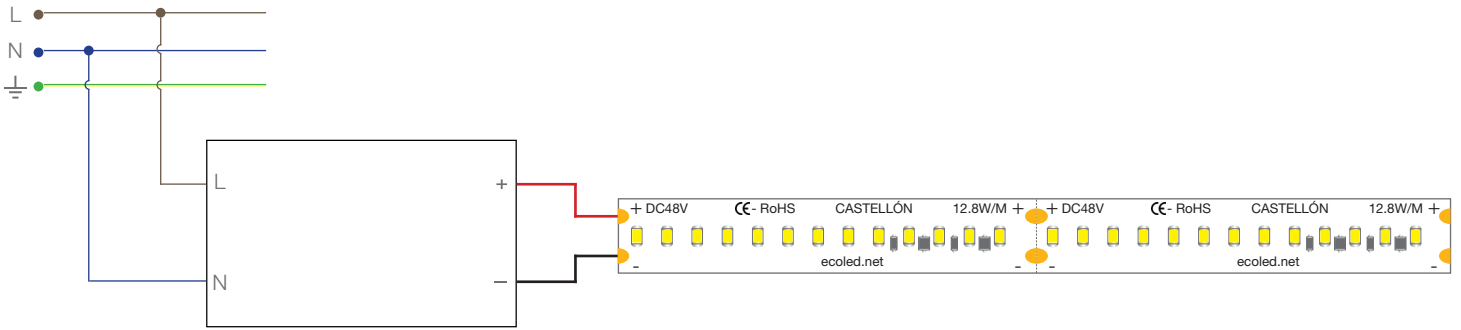 L
N
L +
N −
+ DC48V CE - RoHS CASTELLÓN 12.8W/M + + DC48V CE - RoHS CASTELLÓN 12.8W/M +
- ecoled.net - - ecoled.net -